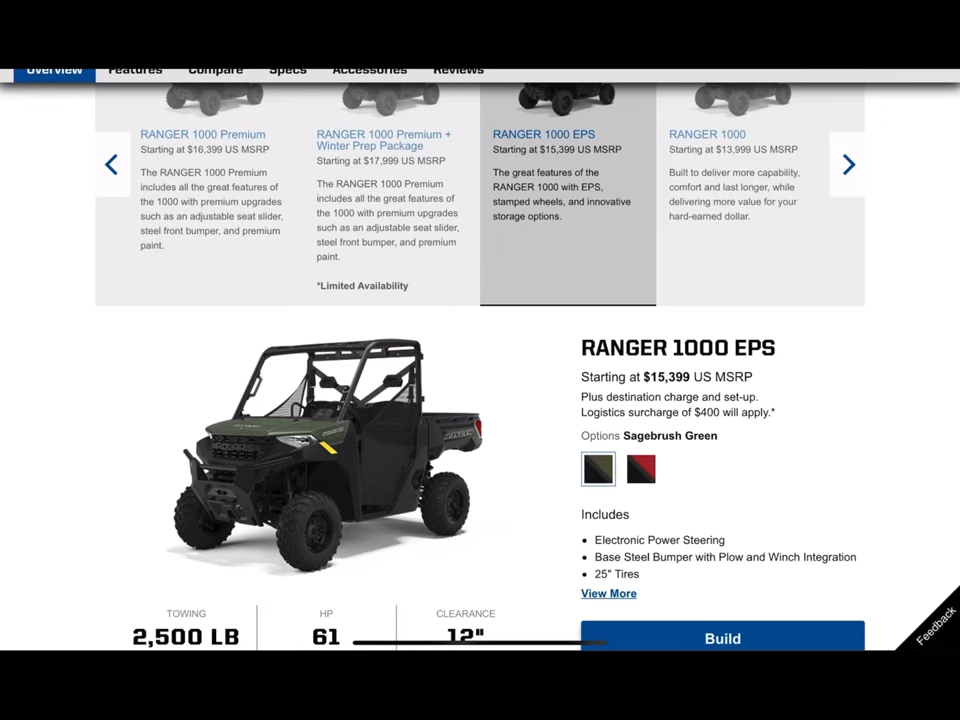 Overview Features Compare Specs Accessories Reviews
RANGER 1000 Premium
Starting at $16,399 US MSRP
The RANGER 1000 Premium
includes all the great features of
the 1000 with premium upgrades
such as an adjustable seat slider,
steel front bumper, and premium
paint.
RANGER 1000 Premium +
Winter Prep Package
Starting at $17,999 US MSRP
The RANGER 1000 Premium
includes all the great features of
the 1000 with premium upgrades
such as an adjustable seat slider,
steel front bumper, and premium
paint.
*Limited Availability
RANGER 1000 EPS
Starting at $15,399 US MSRP
The great features of the
RANGER 1000 with EPS,
stamped wheels, and innovative
storage options.
RANGER 1000
Starting at $13,999 US MSRP
Built to deliver more capability,
comfort and last longer, while
delivering more value for your
hard-earned dollar.
RANGER 1000 EPS
Starting at $15,399 US MSRP
Plus destination charge and set-up.
Logistics surcharge of $400 will apply.*
Options Sagebrush Green
Includes
• Electronic Power Steering
• Base Steel Bumper with Plow and Winch Integration
• 25" Tires
View More
Build
Feedback
TOWING
2,500 LB
HP
61
CLEARANCE
12"
RANGER